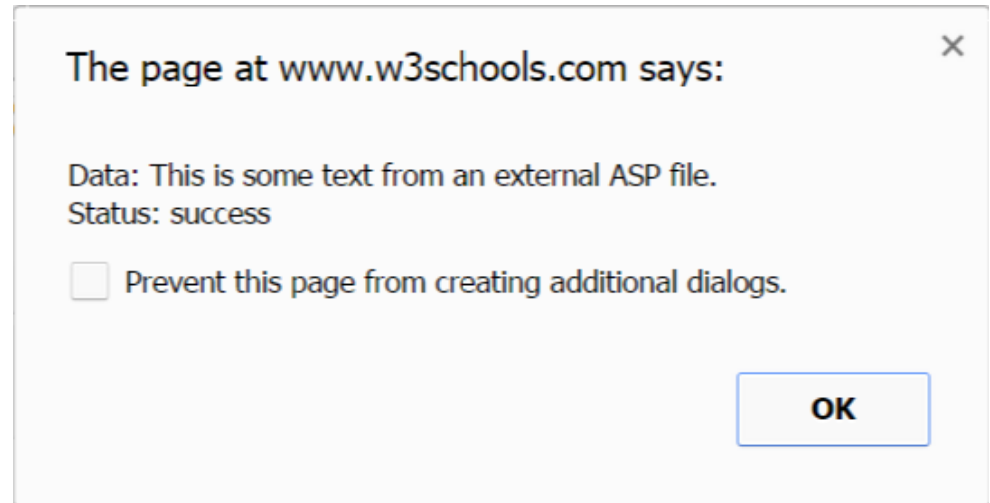 The page at www.w3schools.com says:
Data: This is some text from an external ASP file.
Status: success
Prevent this page from creating additional dialogs.
OK